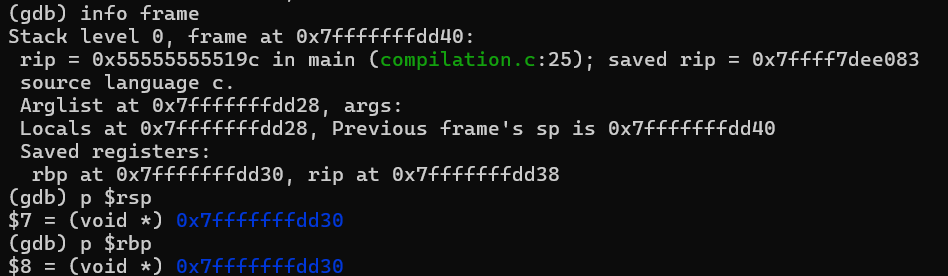 (gdb) info frame
Stack level 0, frame at 0x7fffffffdd40:
 rip = 0x55555555519c in main (compilation.c:25); saved rip = 0x7ffff7dee083
 source language c.
 Arglist at 0x7fffffffdd28, args:
 Locals at 0x7fffffffdd28, Previous frame's sp is 0x7fffffffdd40
 Saved registers:
  rbp at 0x7fffffffdd30, rip at 0x7fffffffdd38
(gdb) p $rsp
$7 = (void *) 0x7fffffffdd30
(gdb) p $rbp
$8 = (void *) 0x7fffffffdd30